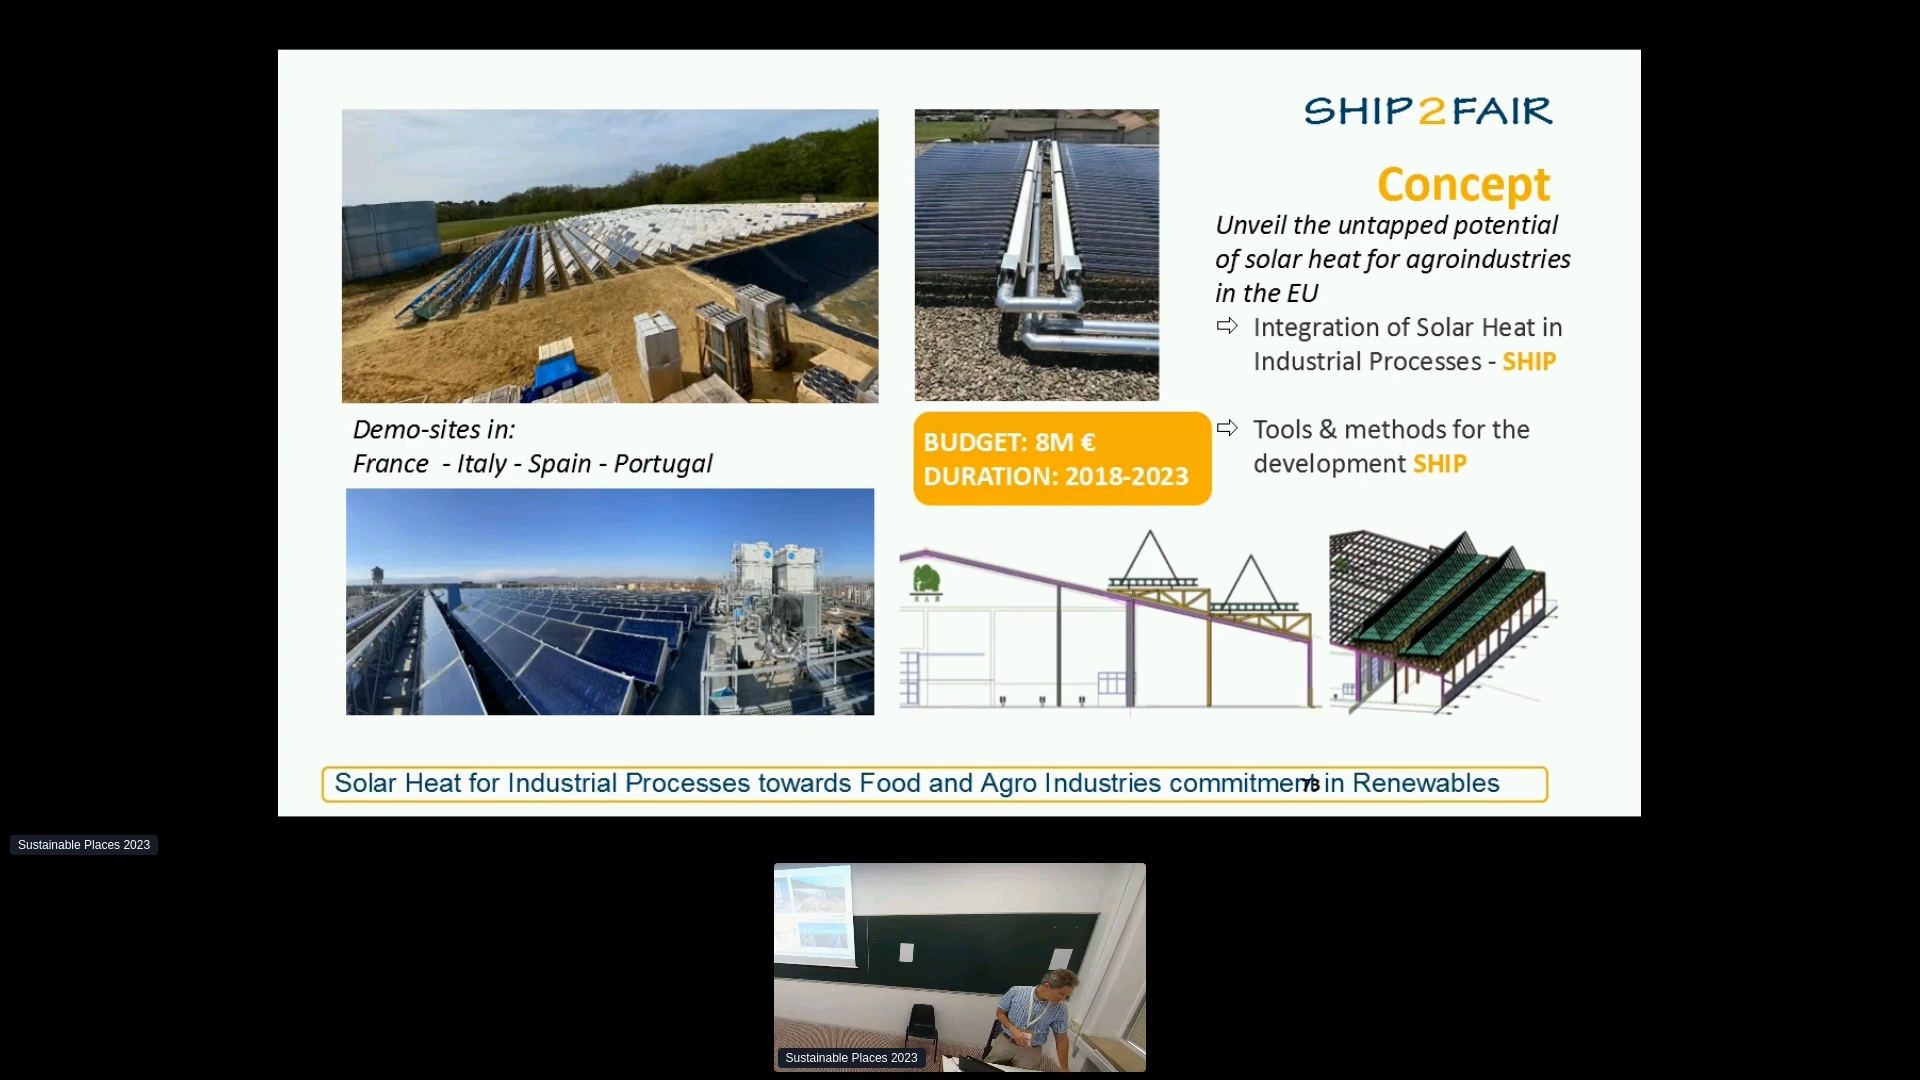 SHIP2FAIR
Concept
Unveil the untapped potential
of solar heat for agroindustries
in the EU
⇨ Integration of Solar Heat in
Industrial Processes - SHIP
⇨ Tools & methods for the
development SHIP
Demo-sites in:
France - Italy - Spain - Portugal
BUDGET: 8M €
DURATION: 2018-2023
Solar Heat for Industrial Processes towards Food and Agro Industries commitment in Renewables
73
Sustainable Places 2023
Sustainable Places 2023